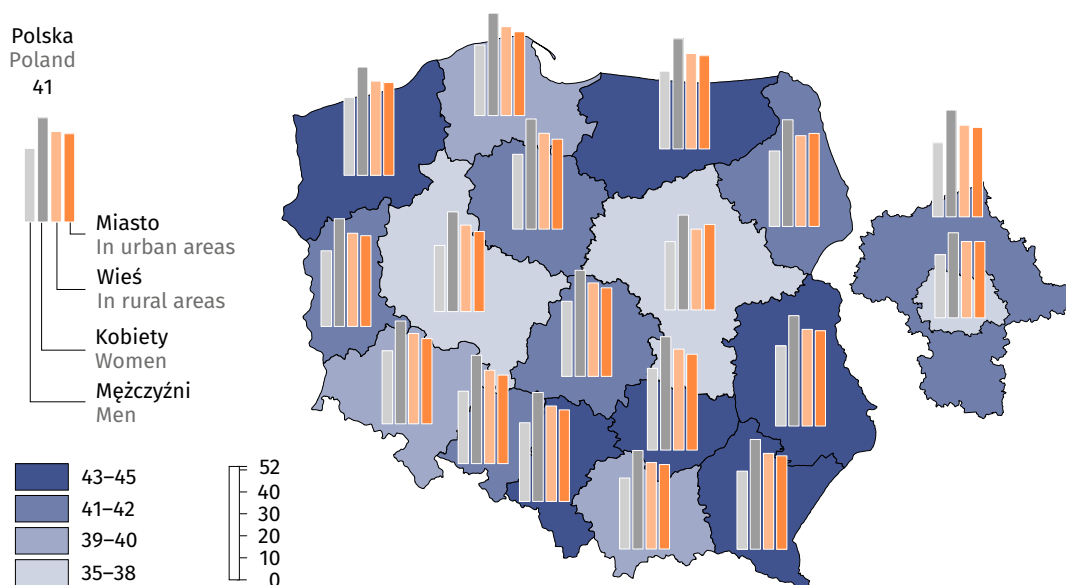 Polska
Poland
41
Miasto
In urban areas
Wieś
In rural areas
Kobiety
Women
Mężczyźni
Men
43–45
41–42
39–40
35–38
52
40
30
20
10
0